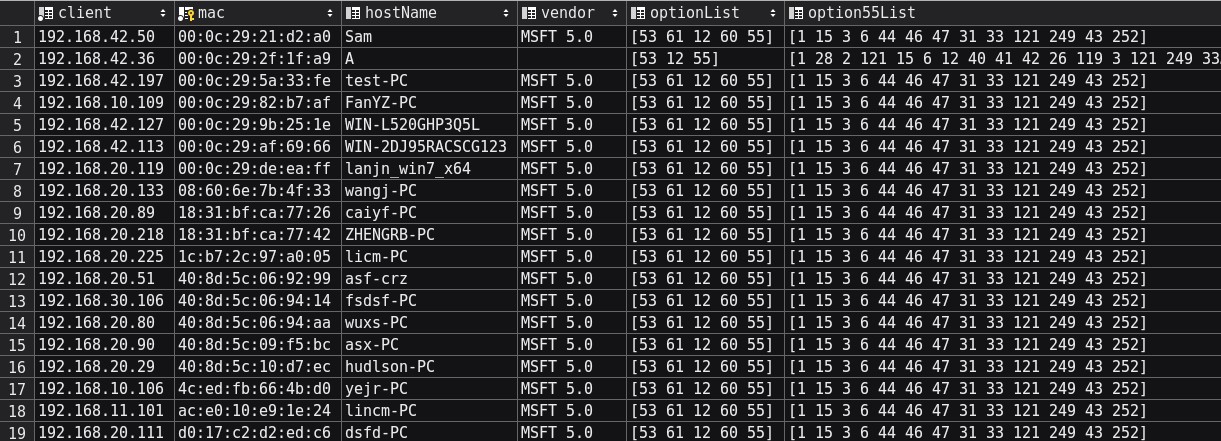 client mac hostName vendor optionList option55List
1 192.168.42.50 00:0c:29:21:d2:a0 Sam MSFT 5.0 [53 61 12 60 55] [1 15 3 6 44 46 47 31 33 121 249 43 252]
2 192.168.42.36 00:0c:29:2f:1f:a9 A [53 12 55] [1 28 2 121 15 6 12 40 41 42 26 119 3 121 249 33
3 192.168.42.197 00:0c:29:5a:33:fe test-PC MSFT 5.0 [53 61 12 60 55] [1 15 3 6 44 46 47 31 33 121 249 43 252]
4 192.168.10.109 00:0c:29:82:b7:af FanYZ-PC MSFT 5.0 [53 61 12 60 55] [1 15 3 6 44 46 47 31 33 121 249 43 252]
5 192.168.42.127 00:0c:29:9b:25:1e WIN-L520GHP3Q5L MSFT 5.0 [53 61 12 60 55] [1 15 3 6 44 46 47 31 33 121 249 43 252]
6 192.168.42.113 00:0c:29:af:69:66 WIN-2DJ95RACSCG123 MSFT 5.0 [53 61 12 60 55] [1 15 3 6 44 46 47 31 33 121 249 43 252]
7 192.168.20.119 00:0c:29:de:ea:ff lanjn_win7_x64 MSFT 5.0 [53 61 12 60 55] [1 15 3 6 44 46 47 31 33 121 249 43 252]
8 192.168.20.133 08:60:6e:7b:4f:33 wangj-PC MSFT 5.0 [53 61 12 60 55] [1 15 3 6 44 46 47 31 33 121 249 43 252]
9 192.168.20.89 18:31:bf:ca:77:26 caiyf-PC MSFT 5.0 [53 61 12 60 55] [1 15 3 6 44 46 47 31 33 121 249 43 252]
10 192.168.20.218 18:31:bf:ca:77:42 ZHENGRB-PC MSFT 5.0 [53 61 12 60 55] [1 15 3 6 44 46 47 31 33 121 249 43 252]
11 192.168.20.225 1c:b7:2c:97:a0:05 licm-PC MSFT 5.0 [53 61 12 60 55] [1 15 3 6 44 46 47 31 33 121 249 43 252]
12 192.168.20.51 40:8d:5c:06:92:99 asf-crz MSFT 5.0 [53 61 12 60 55] [1 15 3 6 44 46 47 31 33 121 249 43 252]
13 192.168.30.106 40:8d:5c:06:94:14 fsdsf-PC MSFT 5.0 [53 61 12 60 55] [1 15 3 6 44 46 47 31 33 121 249 43 252]
14 192.168.20.80 40:8d:5c:06:94:aa wuxs-PC MSFT 5.0 [53 61 12 60 55] [1 15 3 6 44 46 47 31 33 121 249 43 252]
15 192.168.20.90 40:8d:5c:09:f5:bc asx-PC MSFT 5.0 [53 61 12 60 55] [1 15 3 6 44 46 47 31 33 121 249 43 252]
16 192.168.20.29 40:8d:5c:10:d7:ec hudlson-PC MSFT 5.0 [53 61 12 60 55] [1 15 3 6 44 46 47 31 33 121 249 43 252]
17 192.168.10.106 4c:ed:fb:66:4b:d0 yejr-PC MSFT 5.0 [53 61 12 60 55] [1 15 3 6 44 46 47 31 33 121 249 43 252]
18 192.168.11.101 ac:e0:10:e9:1e:24 lincm-PC MSFT 5.0 [53 61 12 60 55] [1 15 3 6 44 46 47 31 33 121 249 43 252]
19 192.168.20.111 d0:17:c2:d2:ed:c6 dsfd-PC MSFT 5.0 [53 61 12 60 55] [1 15 3 6 44 46 47 31 33 121 249 43 252]